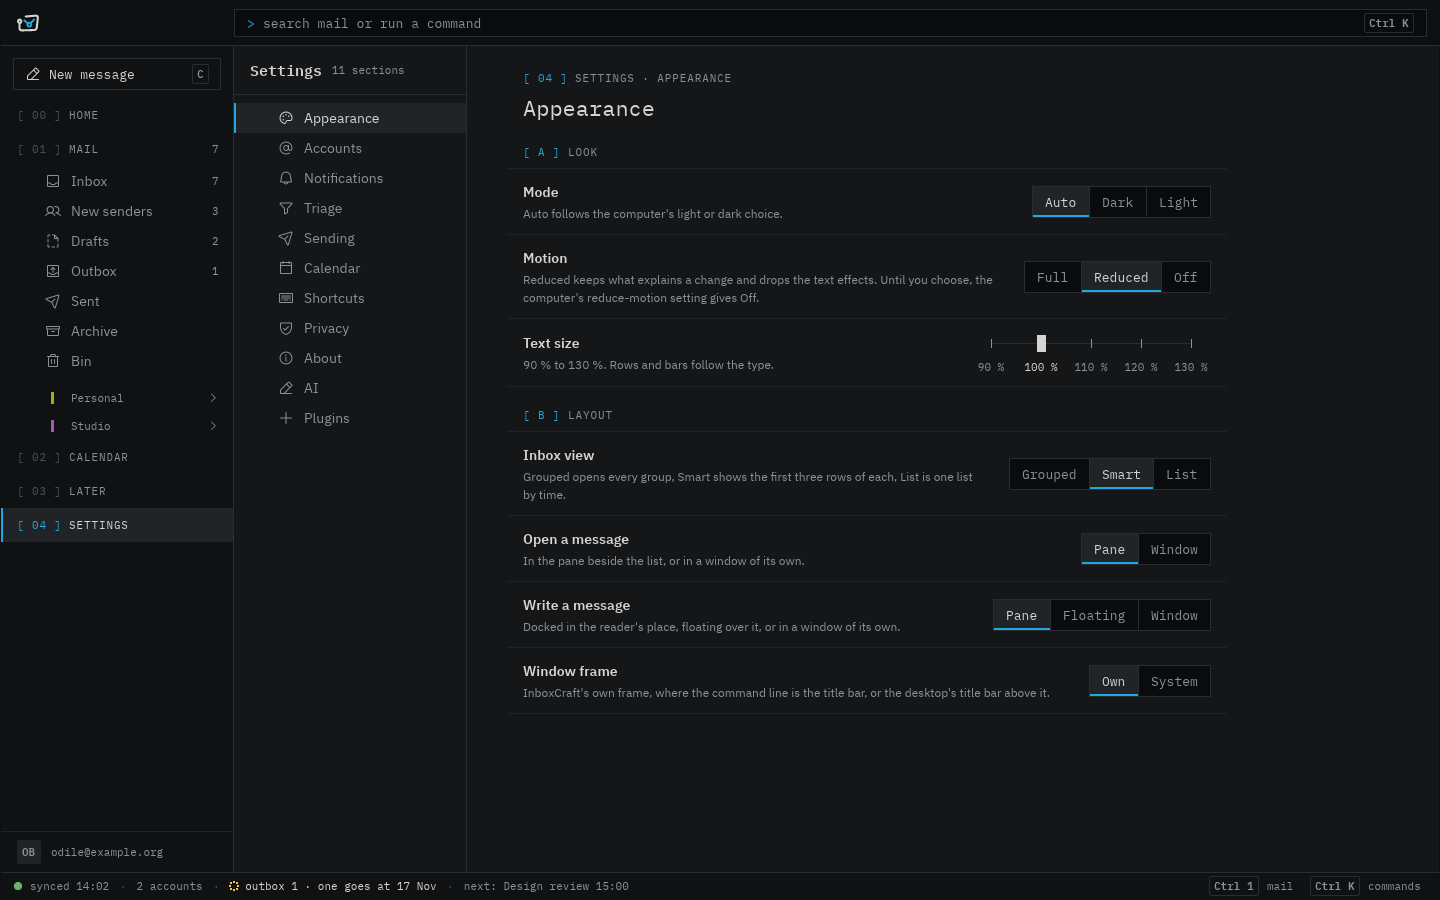 > search mail or run a command Ctrl K
New message C
[ 00 ] HOME
[ 01 ] MAIL 7
Inbox 7
New senders 3
Drafts 2
Outbox 1
Sent
Archive
Bin
Personal
Studio
[ 02 ] CALENDAR
[ 03 ] LATER
[ 04 ] SETTINGS
OB odile@example.org
Settings 11 sections
Appearance
Accounts
Notifications
Triage
Sending
Calendar
Shortcuts
Privacy
About
AI
Plugins
[ 04 ] SETTINGS · APPEARANCE
Appearance
[ A ] LOOK
Mode
Auto follows the computer's light or dark choice.
Auto Dark Light
Motion
Reduced keeps what explains a change and drops the text effects. Until you choose, the
computer's reduce-motion setting gives Off.
Full Reduced Off
Text size
90 % to 130 %. Rows and bars follow the type.
90 % 100 % 110 % 120 % 130 %
[ B ] LAYOUT
Inbox view
Grouped opens every group, Smart shows the first three rows of each, List is one list
by time.
Grouped Smart List
Open a message
In the pane beside the list, or in a window of its own.
Pane Window
Write a message
Docked in the reader's place, floating over it, or in a window of its own.
Pane Floating Window
Window frame
InboxCraft's own frame, where the command line is the title bar, or the desktop's title bar above it.
Own System
synced 14:02 · 2 accounts · outbox 1 · one goes at 17 Nov · next: Design review 15:00
Ctrl 1 mail Ctrl K commands